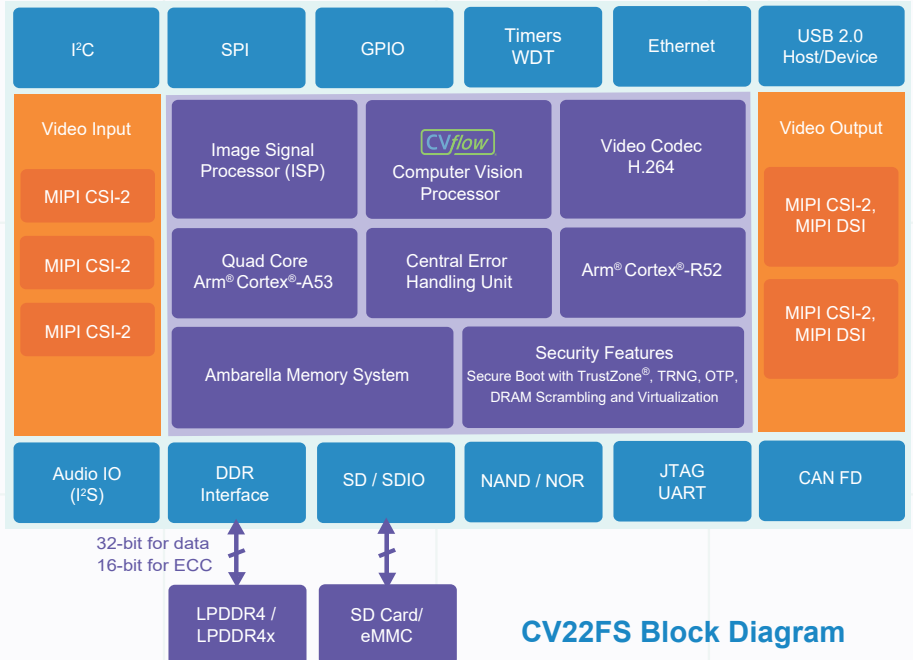 I²C
SPI
GPIO
Timers
WDT
Ethernet
USB 2.0
Host/Device
Video Input
MIPI CSI-2
MIPI CSI-2
MIPI CSI-2
Image Signal
Processor (ISP)
CVflow
Computer Vision
Processor
Video Codec
H.264
Quad Core
Arm® Cortex®-A53
Central Error
Handling Unit
Arm® Cortex®-R52
Ambarella Memory System
Security Features
Secure Boot with TrustZone®, TRNG, OTP,
DRAM Scrambling and Virtualization
Video Output
MIPI CSI-2,
MIPI DSI
MIPI CSI-2,
MIPI DSI
Audio IO
(I²S)
DDR
Interface
SD / SDIO
NAND / NOR
JTAG
UART
CAN FD
32-bit for data
16-bit for ECC
LPDDR4 /
LPDDR4x
SD Card/
eMMC
CV22FS Block Diagram